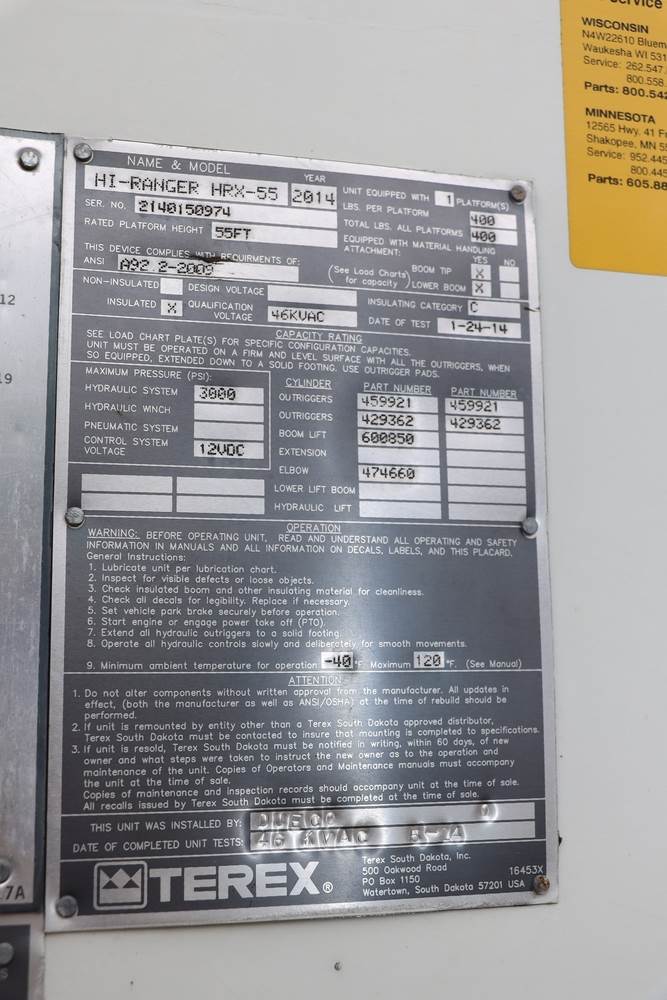 Service
WISCONSIN
N4W22610 Bluem
Waukesha WI 531
Service: 262.547.
800.558
Parts: 800.542
MINNESOTA
12565 Hwy. 41 F
Shakopee, MN 55
Service: 952.445
800.445
Parts: 605.88
12
19
7A
S
NAME & MODEL YEAR
HI-RANGER HRX-55 2014
UNIT EQUIPPED WITH 1 PLATFORM(S)
SER. NO. 2140150974
LBS. PER PLATFORM 400
RATED PLATFORM HEIGHT 55FT
TOTAL LBS. ALL PLATFORMS 400
EQUIPPED WITH MATERIAL HANDLING
ATTACHMENT: YES NO
THIS DEVICE COMPLIES WITH REQUIRMENTS OF:
ANSI A92 2-2009
(See Load Charts for capacity) BOOM TIP X
LOWER BOOM X
NON-INSULATED DESIGN VOLTAGE
INSULATED X QUALIFICATION VOLTAGE 46KVAC
INSULATING CATEGORY C
DATE OF TEST 1-24-14
CAPACITY RATING
SEE LOAD CHART PLATE(S) FOR SPECIFIC CONFIGURATION CAPACITIES.
UNIT MUST BE OPERATED ON A FIRM AND LEVEL SURFACE WITH ALL THE OUTRIGGERS, WHEN
SO EQUIPPED, EXTENDED DOWN TO A SOLID FOOTING. USE OUTRIGGER PADS.
MAXIMUM PRESSURE (PSI):
HYDRAULIC SYSTEM 3000
HYDRAULIC WINCH
PNEUMATIC SYSTEM
CONTROL SYSTEM
VOLTAGE 12VDC
CYLINDER PART NUMBER PART NUMBER
OUTRIGGERS 459921 459921
OUTRIGGERS 429362 429362
BOOM LIFT 600850
EXTENSION
ELBOW 474660
LOWER LIFT BOOM
HYDRAULIC LIFT
OPERATION
WARNING: BEFORE OPERATING UNIT, READ AND UNDERSTAND ALL OPERATING AND SAFETY
INFORMATION IN MANUALS AND ALL INFORMATION ON DECALS, LABELS, AND THIS PLACARD.
General Instructions:
1. Lubricate unit per lubrication chart.
2. Inspect for visible defects or loose objects.
3. Check insulated boom and other insulating material for cleanliness.
4. Check all decals for legibility. Replace if necessary.
5. Set vehicle park brake securely before operation.
6. Start engine or engage power take off (PTO).
7. Extend all hydraulic outriggers to a solid footing.
8. Operate all hydraulic controls slowly and deliberately for smooth movements.
9. Minimum ambient temperature for operation -40 °F. Maximum 120 °F. (See Manual)
ATTENTION
1. Do not alter components without written approval from the manufacturer. All updates in
effect, (both the manufacturer as well as ANSI/OSHA) at the time of rebuild should be
performed.
2. If unit is remounted by entity other than a Terex South Dakota approved distributor,
Terex South Dakota must be contacted to insure that mounting is completed to specifications.
3. If unit is resold, Terex South Dakota must be notified in writing, within 60 days, of new
owner and what steps were taken to instruct the new owner as to the operation and
maintenance of the unit. Copies of Operators and Maintenance manuals must accompany
the unit at time of sale.
Copies of maintenance and inspection records should accompany unit at time of sale.
All recalls issued by Terex South Dakota must be completed at the time of sale.
THIS UNIT WAS INSTALLED BY:
DATE OF COMPLETED UNIT TESTS: 46 KVAC
TEREX®
Terex South Dakota, Inc.
500 Oakwood Road
PO Box 1150
Watertown, South Dakota 57201 USA
16453X